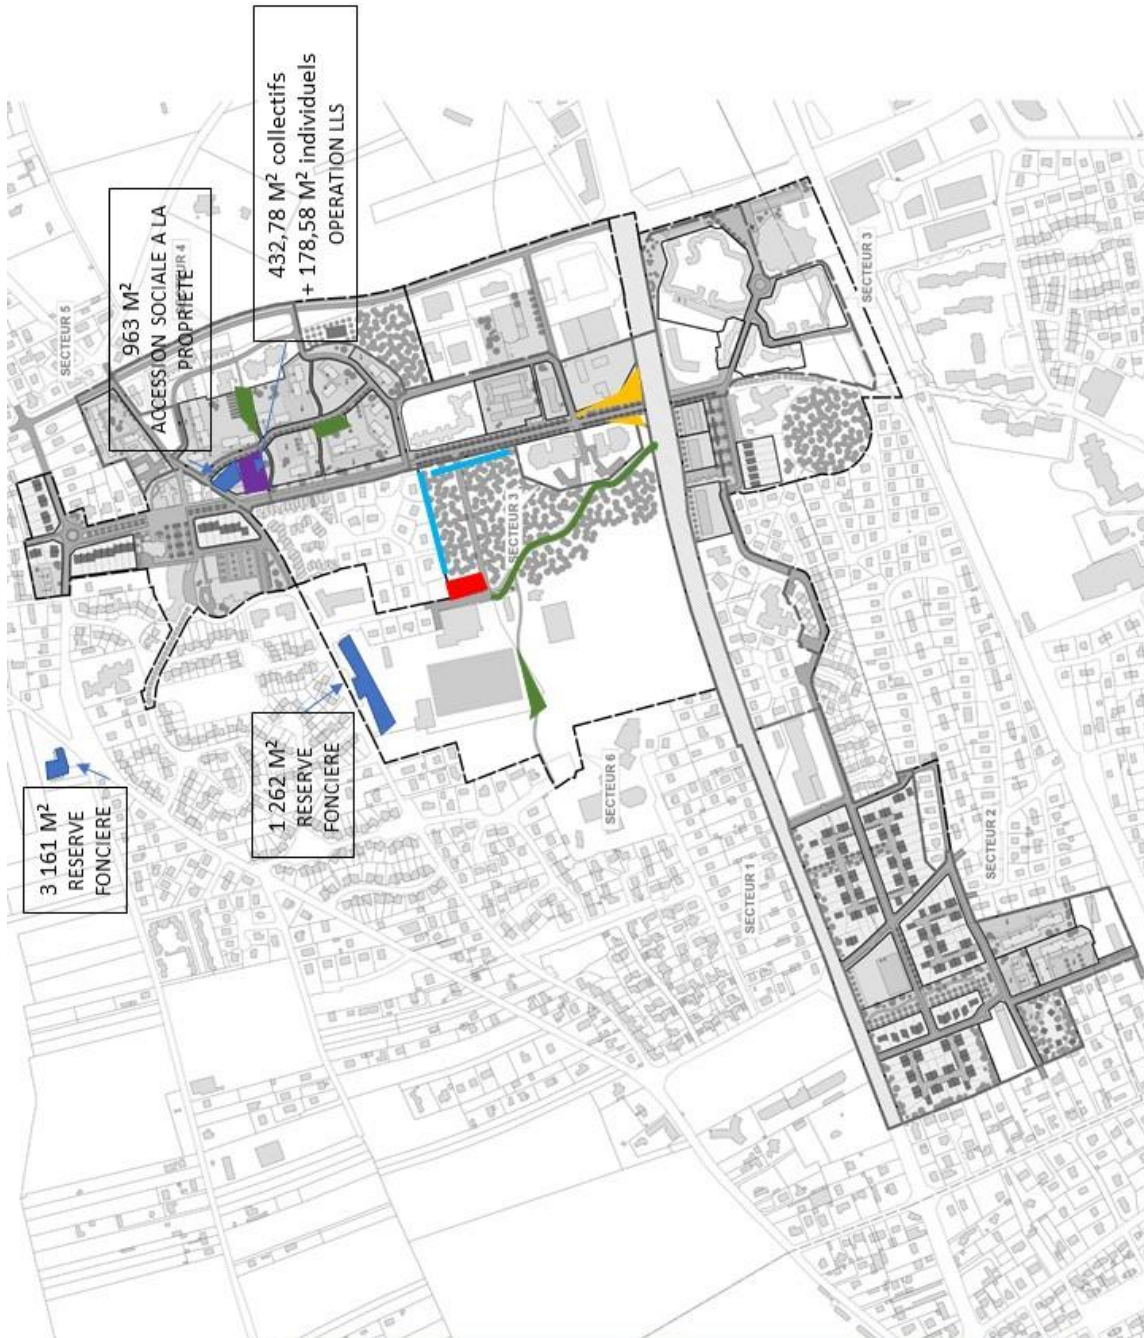 963 M²
ACCESSION SOCIALE A LA
PROPRIETE
432,78 M² collectifs
+ 178,58 M² individuels
OPERATION LLS
3 161 M²
RESERVE
FONCIERE
1 262 M²
RESERVE
FONCIERE
SECTEUR 5
SECTEUR 4
SECTEUR 3
SECTEUR 3
SECTEUR 6
SECTEUR 1
SECTEUR 2